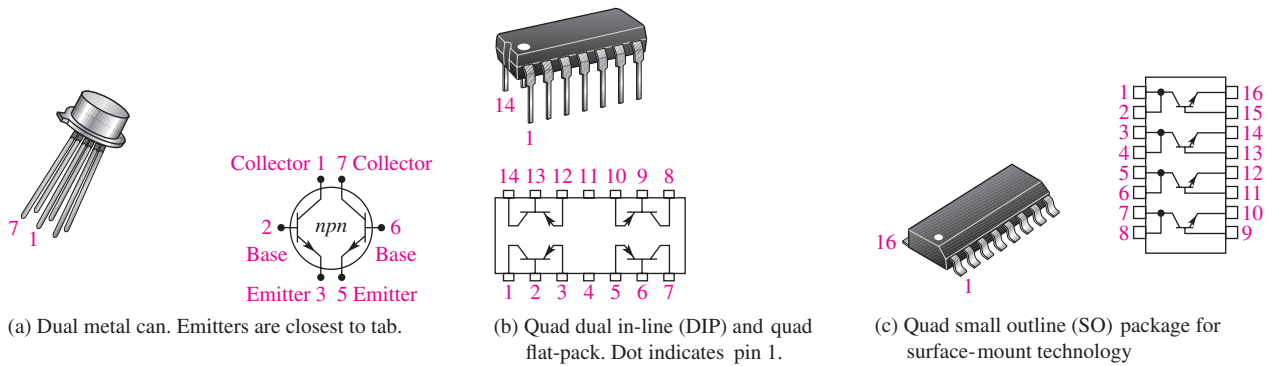 7
1
Collector 1 7 Collector
2
npn
6
Base
Base
Emitter 3 5 Emitter
(a) Dual metal can. Emitters are closest to tab.
14
1
14 13 12 11 10 9 8
1 2 3 4 5 6 7
(b) Quad dual in-line (DIP) and quad
flat-pack. Dot indicates pin 1.
16
1
1 16
2 15
3 14
4 13
5 12
6 11
7 10
8 9
(c) Quad small outline (SO) package for
surface-mount technology